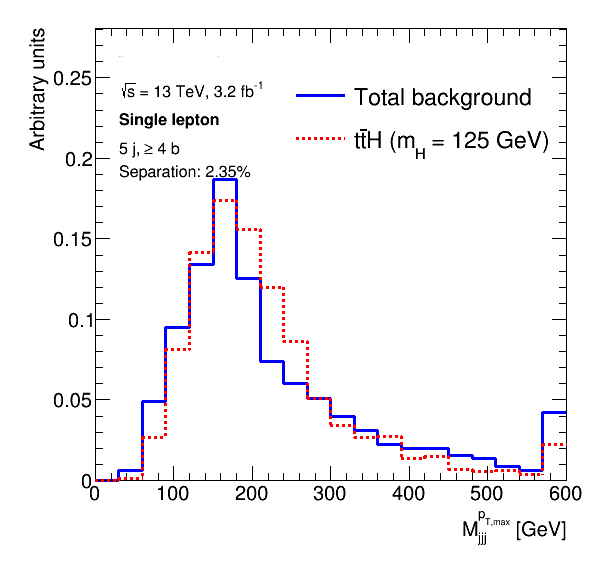 Arbitrary units
0.25
0.2
0.15
0.1
0.05
0
√s = 13 TeV, 3.2 fb⁻¹
Single lepton
5 j, ≥ 4 b
Separation: 2.35%
Total background
tt̄H (m_H = 125 GeV)
0 100 200 300 400 500 600
M_jjj^p_T,max [GeV]